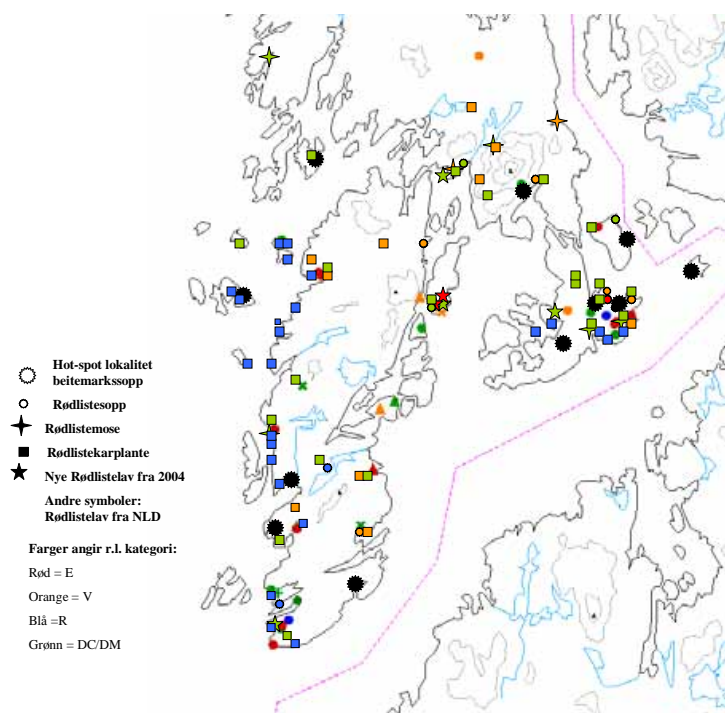 Hot-spot lokalitet
beitemarkssopp
Rødlistesopp
Rødlistemose
Rødlistekarplante
Nye Rødlistelav fra 2004
Andre symboler:
Rødlistelav fra NLD
Farger angir r.l. kategori:
Rød = E
Orange = V
Blå =R
Grønn = DC/DM